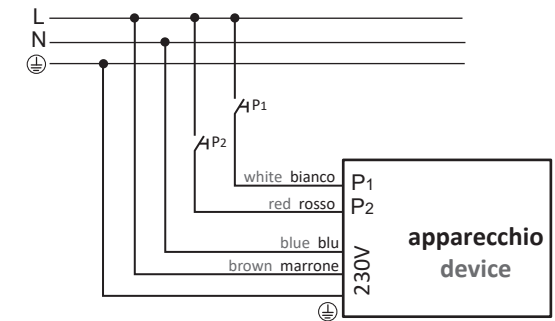 L
N
P1
P2
white bianco P1
red rosso P2
blue blu
brown marrone
230V
apparecchio
device